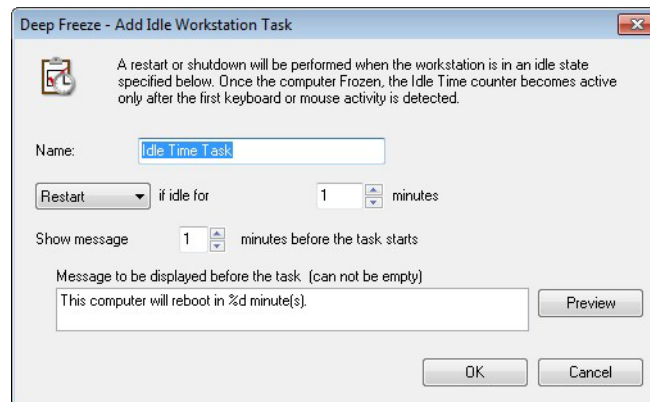 Deep Freeze - Add Idle Workstation Task
A restart or shutdown will be performed when the workstation is in an idle state
specified below. Once the computer Frozen, the Idle Time counter becomes active
only after the first keyboard or mouse activity is detected.
Name: Idle Time Task
Restart if idle for 1 minutes
Show message 1 minutes before the task starts
Message to be displayed before the task (can not be empty)
This computer will reboot in %d minute(s).
Preview
OK Cancel